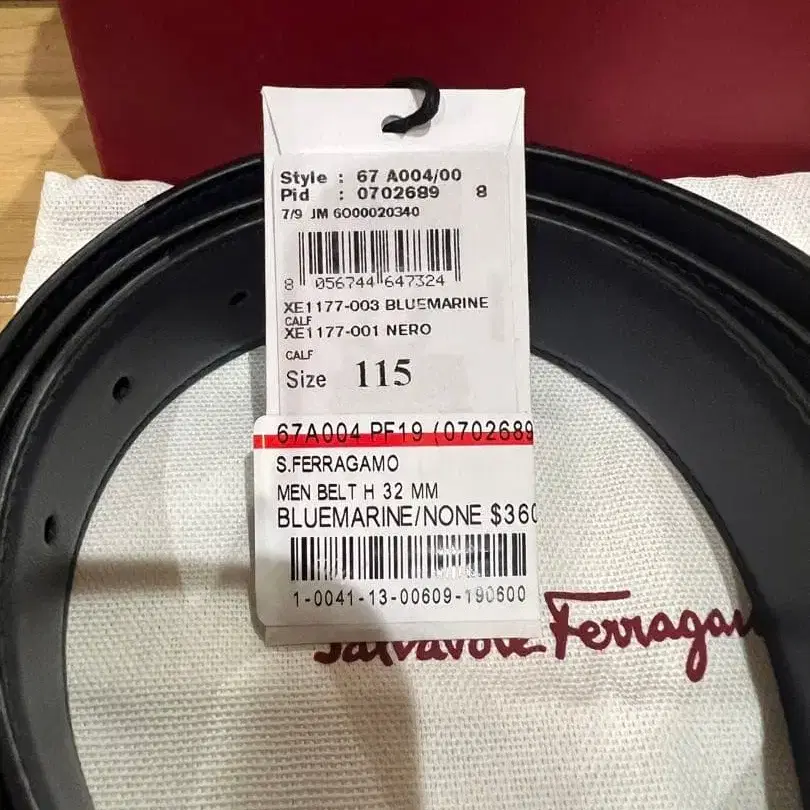 Style : 67 A004/00
Pid : 0702689 8
7/9 JM 6000020340
8 056744 647324
XE1177-003 BLUEMARINE
CALF
XE1177-001 NERO
CALF
Size 115
67A004 PF19 (0702689
S.FERRAGAMO
MEN BELT H 32 MM
BLUEMARINE/NONE $360
1-0041-13-00609-190600
Salvatore Ferragam